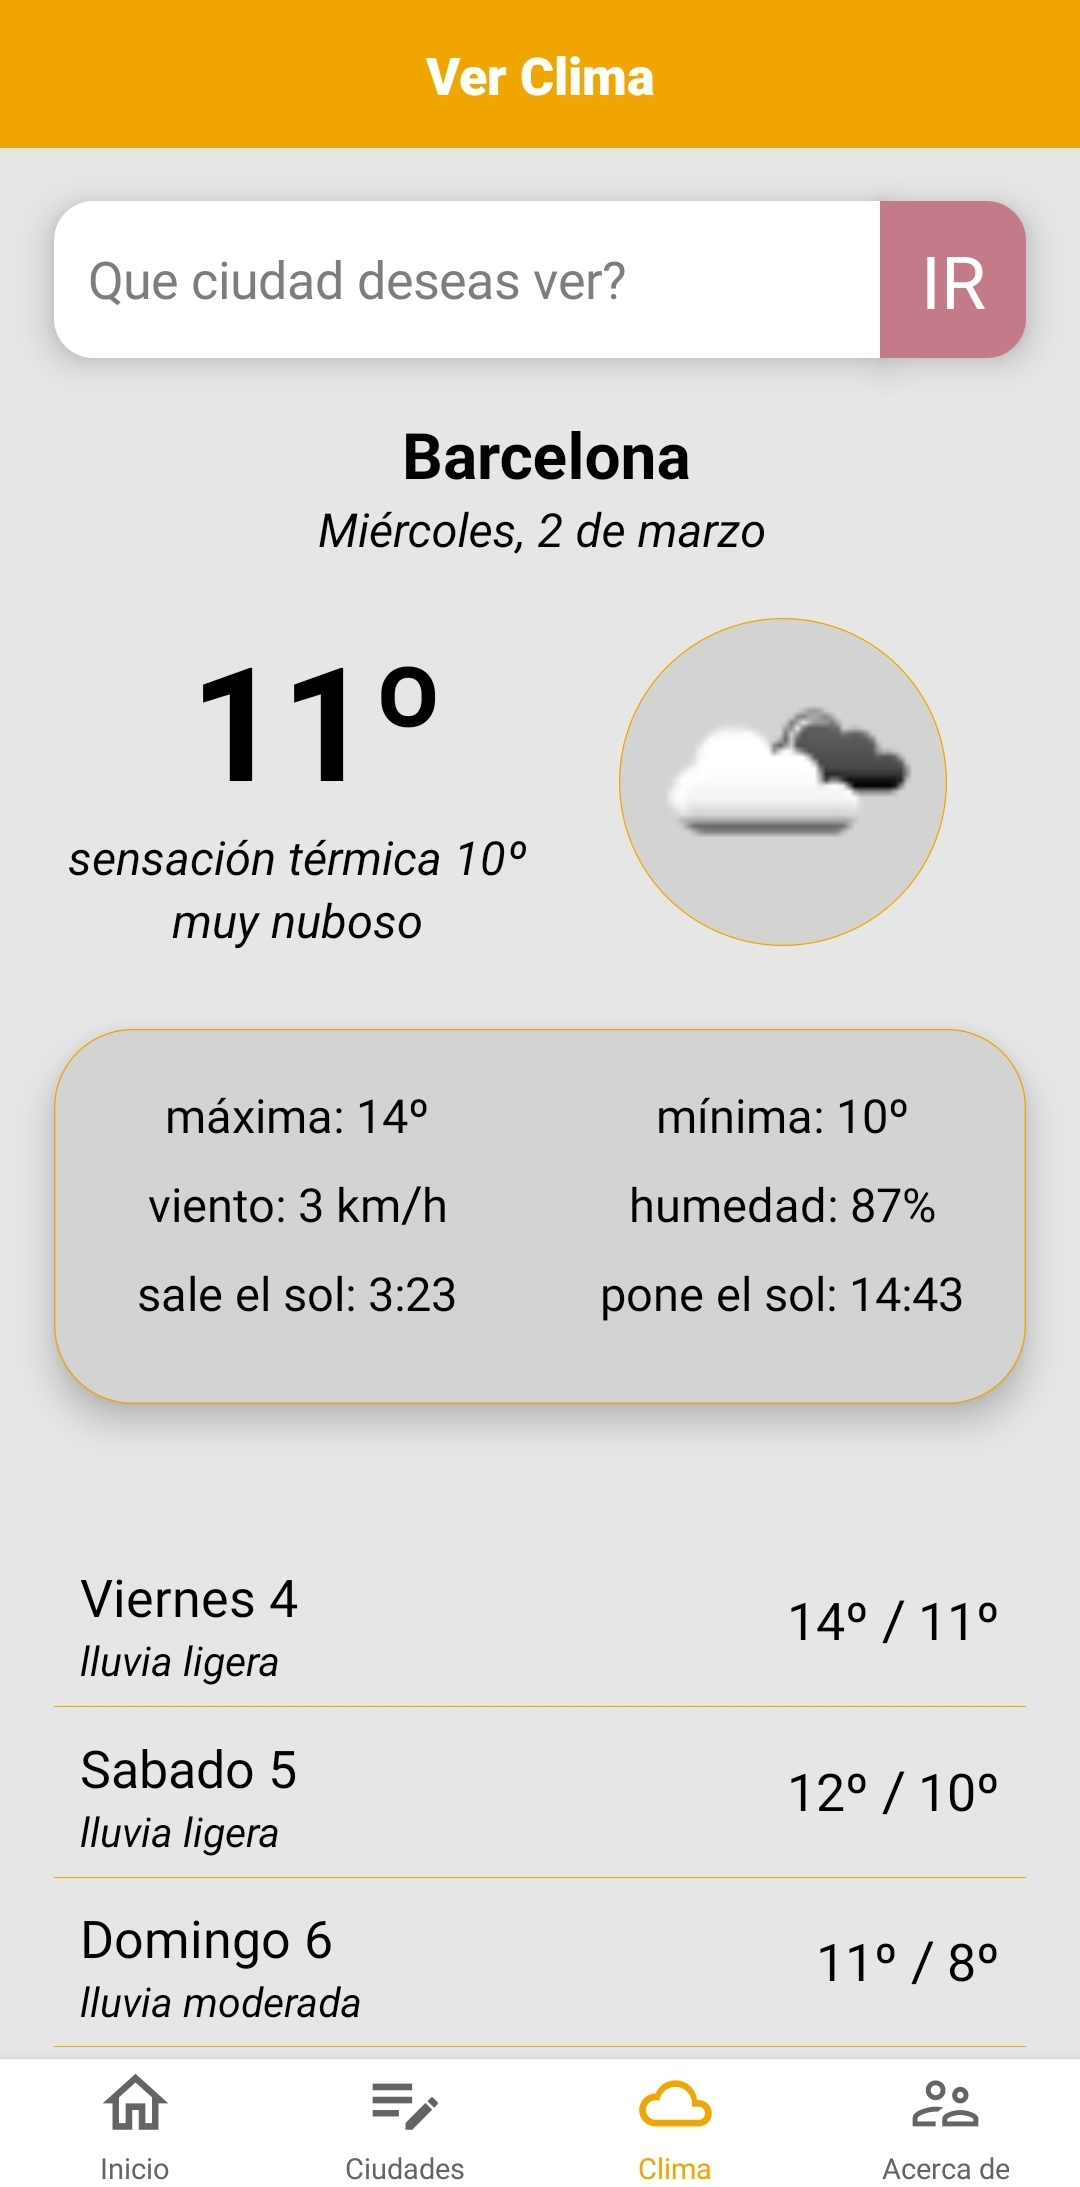 Ver Clima
Que ciudad deseas ver?
IR
Barcelona
Miércoles, 2 de marzo
11º
sensación térmica 10º
muy nuboso
máxima: 14º
mínima: 10º
viento: 3 km/h
humedad: 87%
sale el sol: 3:23
pone el sol: 14:43
Viernes 4
lluvia ligera
14º / 11º
Sabado 5
lluvia ligera
12º / 10º
Domingo 6
lluvia moderada
11º / 8º
Inicio
Ciudades
Clima
Acerca de